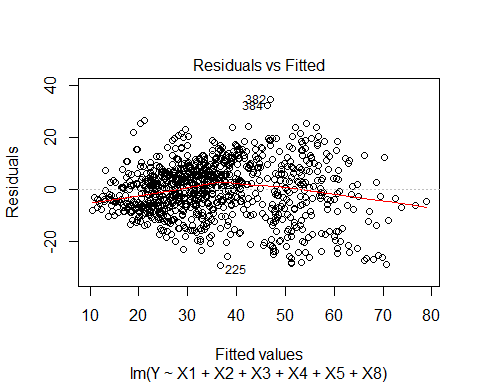 Residuals vs Fitted
Residuals
40
20
0
-20
382
384
225
10 20 30 40 50 60 70 80
Fitted values
lm(Y ~ X1 + X2 + X3 + X4 + X5 + X8)